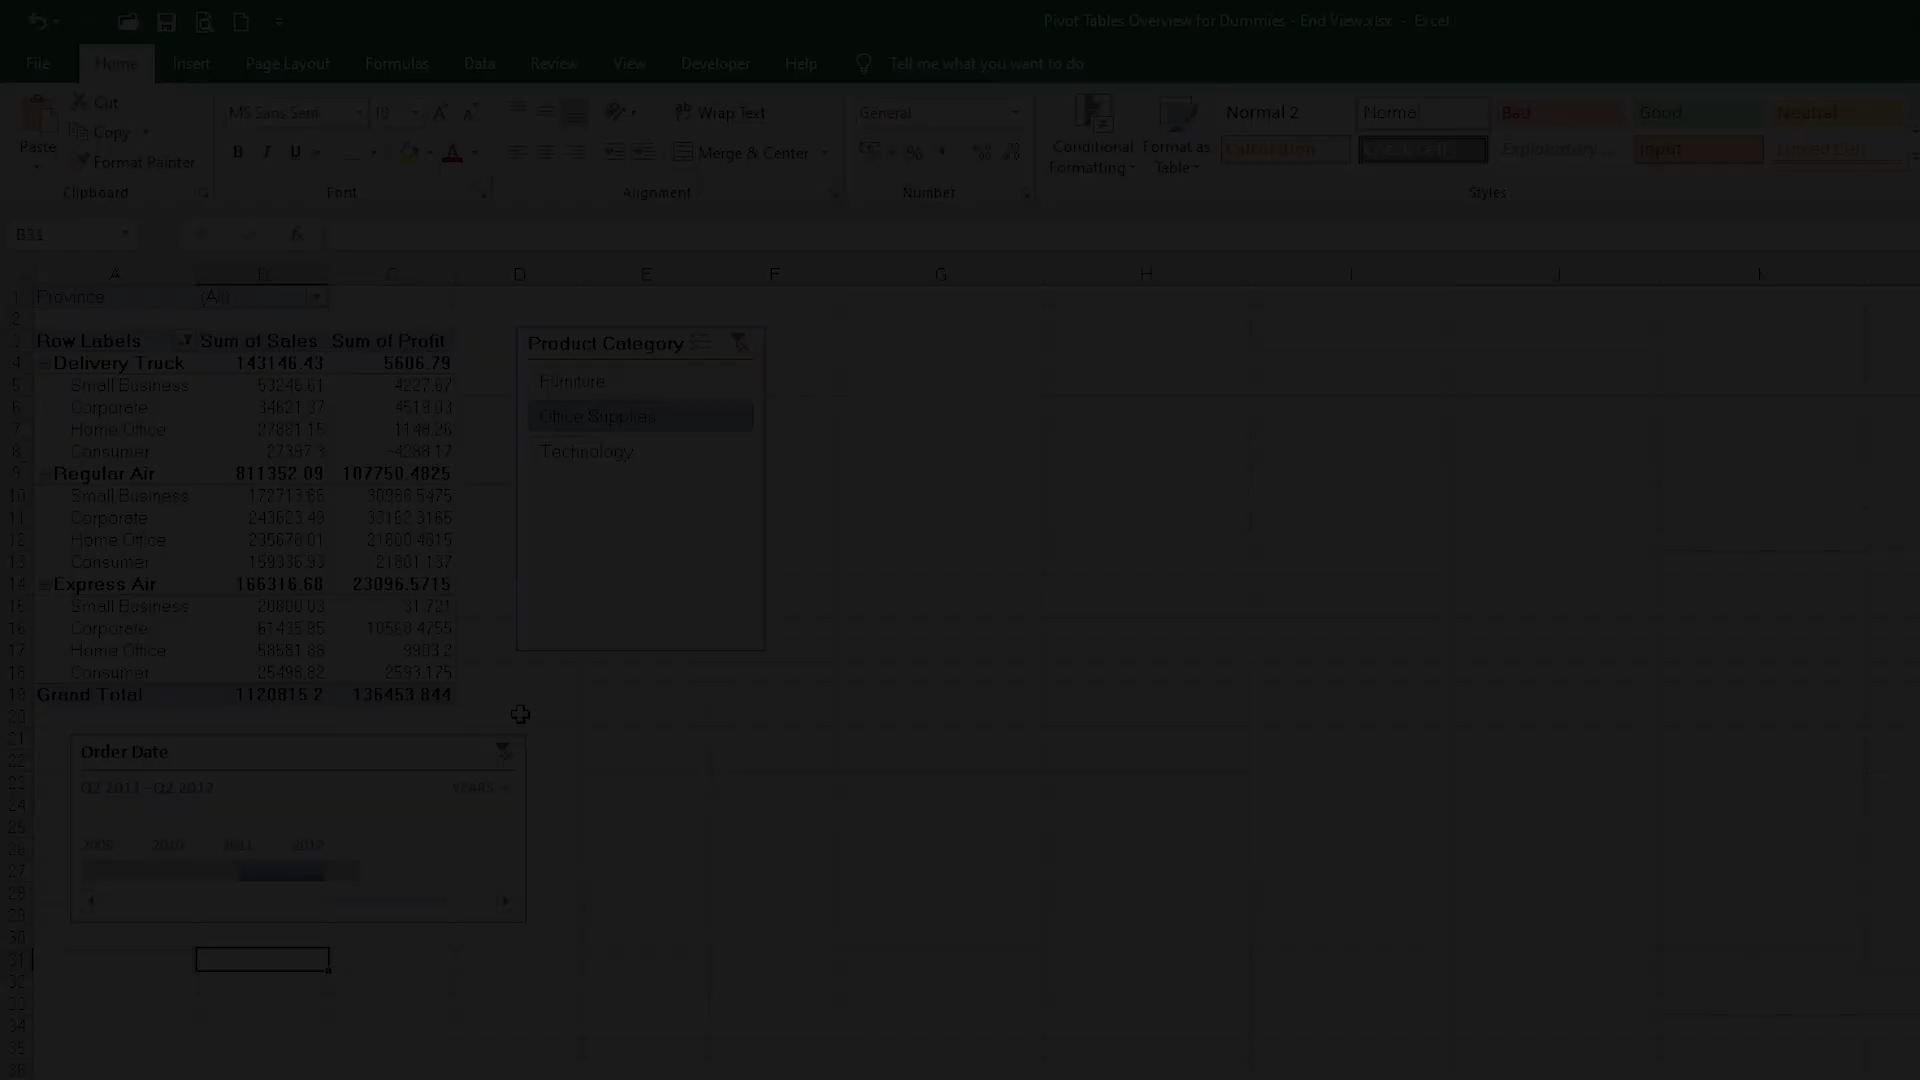 Pivot Tables Overview for Dummies - End View.xlsx - Excel
File Home Insert Page Layout Formulas Data Review View Developer Help Tell me what you want to do
Cut
Copy
Format Painter
Paste
Clipboard
MS Sans Serif 10
B I U
Font
Wrap Text
Merge & Center
Alignment
General
%
Number
Conditional Formatting
Format as Table
Normal 2 Normal Bad Good Neutral
Calculation Check Cell Explanatory ... Input Linked Cell
Styles
B31
fx
A B C D E F G H I J K
1 Province (All)
2
3 Row Labels Sum of Sales Sum of Profit
4 Delivery Truck 143146.43 5606.79
5 Small Business 53246.61 4227.67
6 Corporate 34621.37 4519.03
7 Home Office 27881.15 1148.26
8 Consumer -4288.17
9 Regular Air 811352.09 107750.4825
10 Small Business 172713.66 30986.5475
11 Corporate 243623.49 33162.3165
12 Home Office 235678.01 21800.4815
13 Consumer 159336.93 21801.137
14 Express Air 166316.68 23096.5715
15 Small Business 20800.03 31.721
16 Corporate 61435.95 10568.4755
17 Home Office 58581.88 9903.2
18 Consumer 25498.82 2593.175
19 Grand Total 1120815.2 136453.844
20
21
22
23
24
25
26
27
28
29
30
31
32
33
34
35
36
Product Category
Furniture
Office Supplies
Technology
Order Date
Q2 2011 - Q2 2012 YEARS
2009 2010 2011 2012